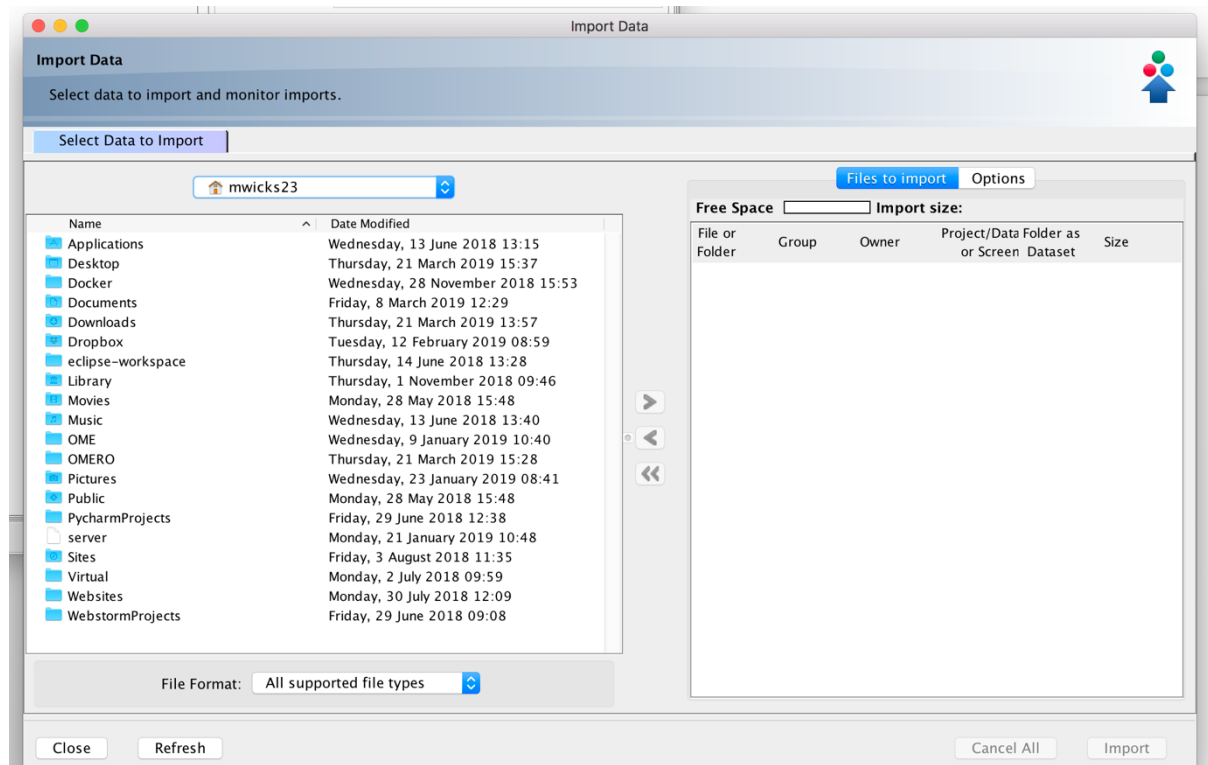 Import Data
Import Data
Select data to import and monitor imports.
Select Data to Import
mwicks23
Name Date Modified
Applications Wednesday, 13 June 2018 13:15
Desktop Thursday, 21 March 2019 15:37
Docker Wednesday, 28 November 2018 15:53
Documents Friday, 8 March 2019 12:29
Downloads Thursday, 21 March 2019 13:57
Dropbox Tuesday, 12 February 2019 08:59
eclipse-workspace Thursday, 14 June 2018 13:28
Library Thursday, 1 November 2018 09:46
Movies Monday, 28 May 2018 15:48
Music Wednesday, 13 June 2018 13:40
OME Wednesday, 9 January 2019 10:40
OMERO Thursday, 21 March 2019 15:28
Pictures Wednesday, 23 January 2019 08:41
Public Monday, 28 May 2018 15:48
PycharmProjects Friday, 29 June 2018 12:38
server Monday, 21 January 2019 10:48
Sites Friday, 3 August 2018 11:35
Virtual Monday, 2 July 2018 09:59
Websites Monday, 30 July 2018 12:09
WebstormProjects Friday, 29 June 2018 09:08
File Format: All supported file types
Files to import Options
Free Space Import size:
File or Project/Data Folder as
Folder Group Owner or Screen Dataset Size
Close Refresh Cancel All Import